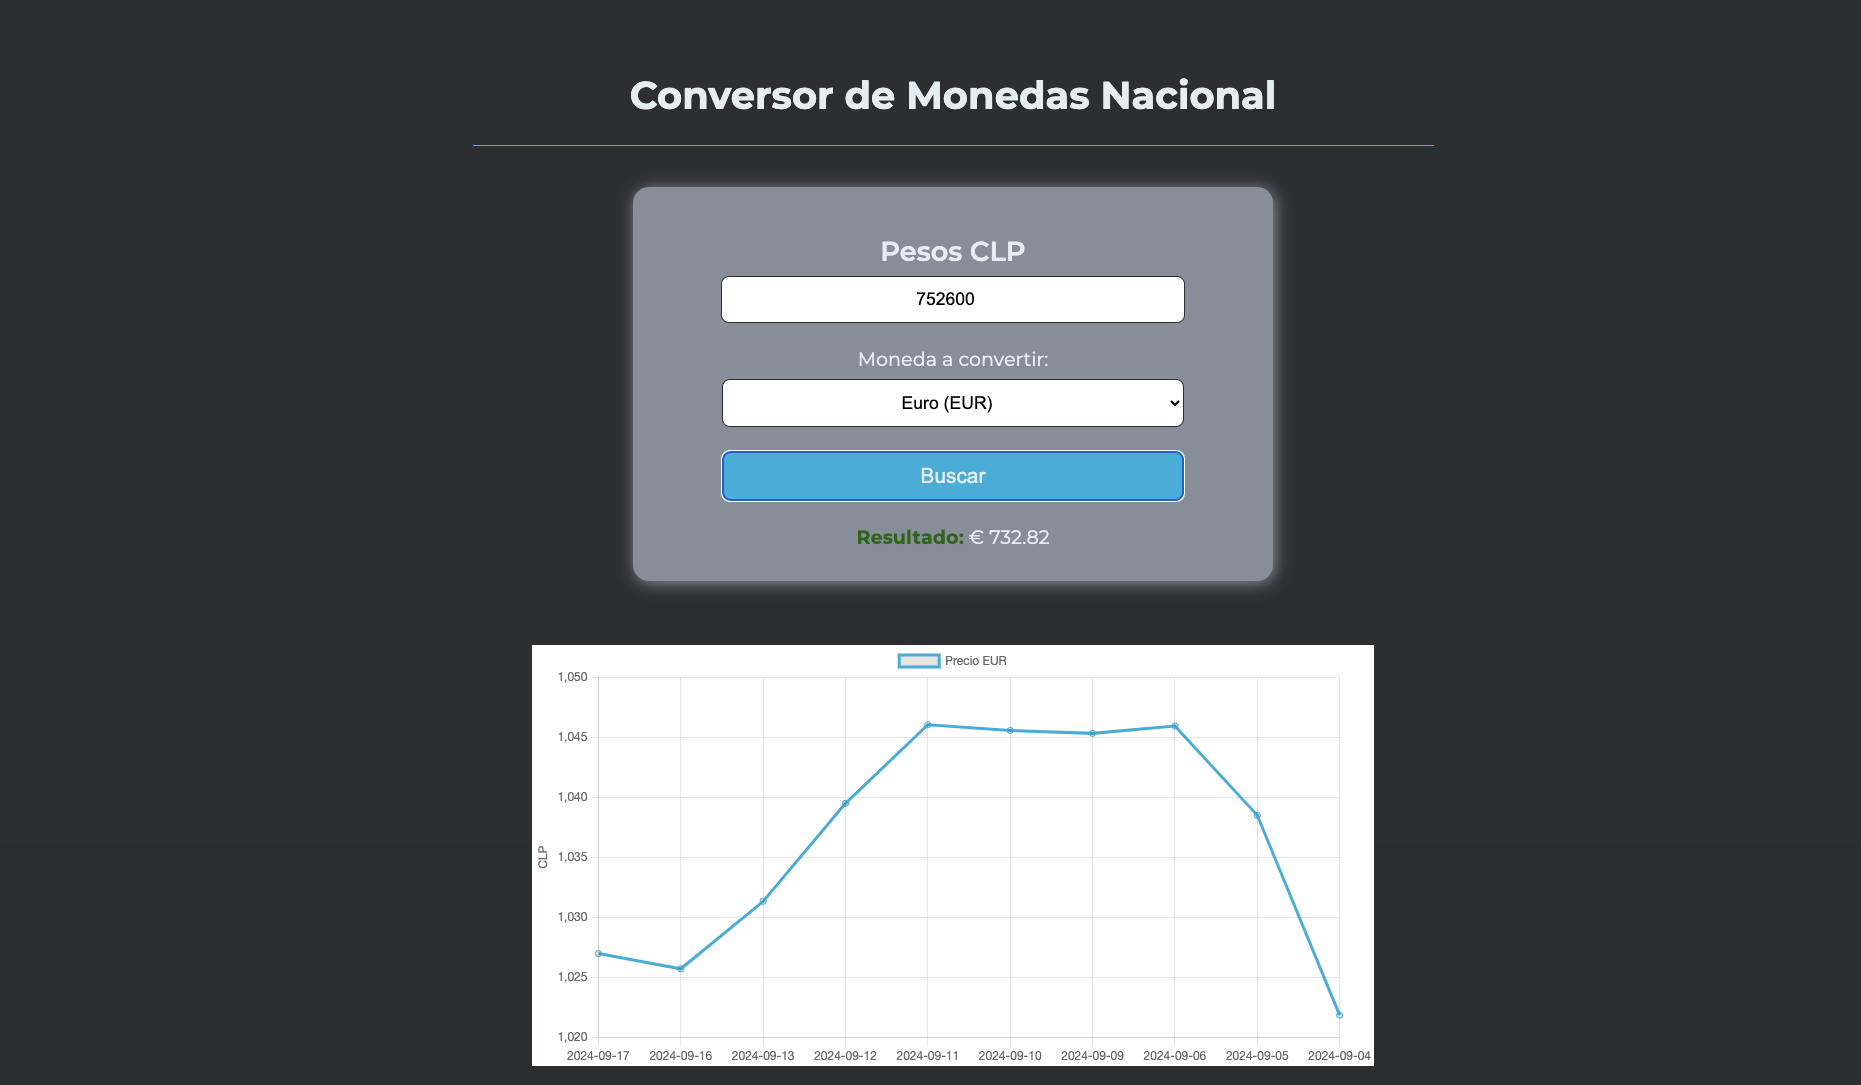 Conversor de Monedas Nacional
Pesos CLP
752600
Moneda a convertir:
Euro (EUR)
Buscar
Resultado: € 732.82
Precio EUR
1,050
1,045
1,040
1,035
1,030
1,025
1,020
CLP
2024-09-17 2024-09-16 2024-09-13 2024-09-12 2024-09-11 2024-09-10 2024-09-09 2024-09-06 2024-09-05 2024-09-04